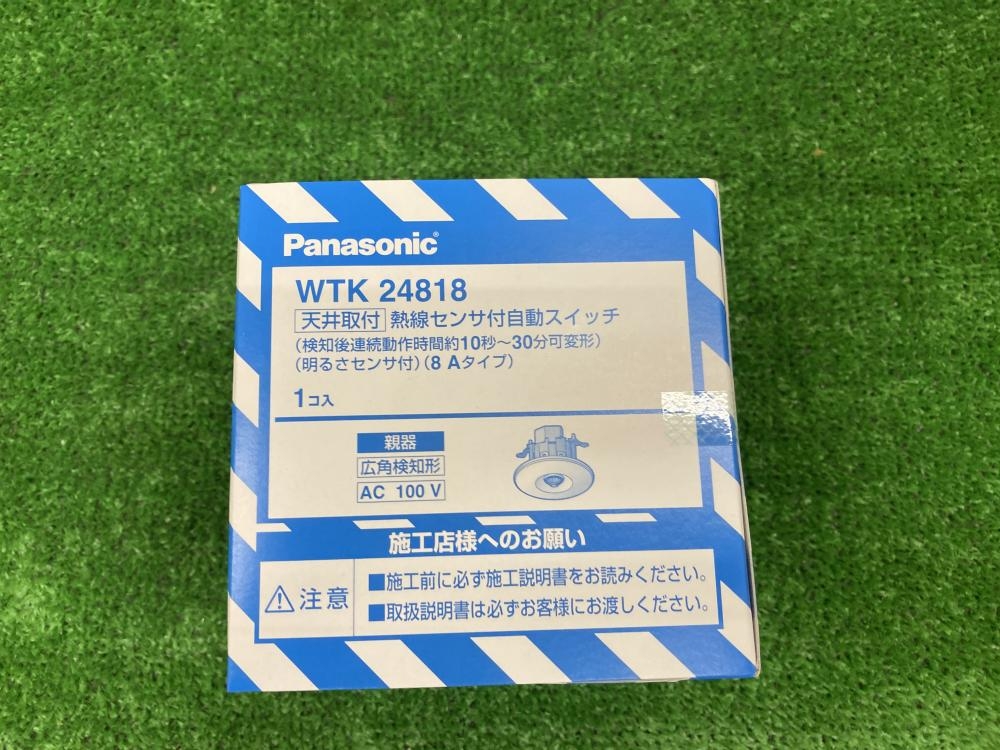 Panasonic®
WTK 24818
天井取付 熱線センサ付自動スイッチ
(検知後連続動作時間約10秒～30分可変形)
(明るさセンサ付)(8 Aタイプ)
1コ入
親器
広角検知形
AC 100 V
施工店様へのお願い
注意
■施工前に必ず施工説明書をお読みください。
■取扱説明書は必ずお客様にお渡しください。